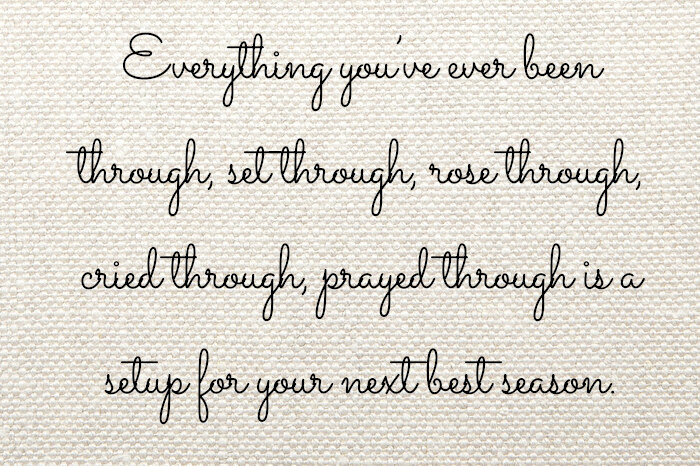 Everything you've ever been
through, set through, rose through,
cried through, prayed through is a
setup for your next best season.